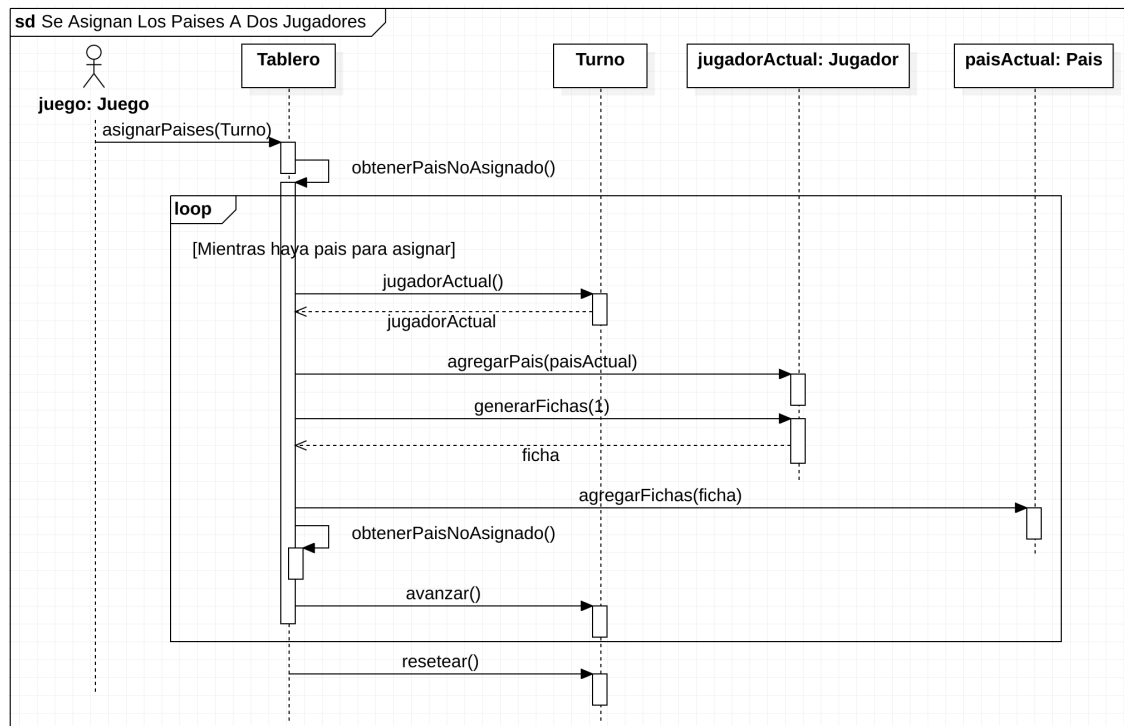 sd Se Asignan Los Paises A Dos Jugadores
juego: Juego
Tablero
Turno
jugadorActual: Jugador
paisActual: Pais
asignarPaises(Turno)
obtenerPaisNoAsignado()
loop
[Mientras haya pais para asignar]
jugadorActual()
jugadorActual
agregarPais(paisActual)
generarFichas(1)
ficha
agregarFichas(ficha)
obtenerPaisNoAsignado()
avanzar()
resetear()